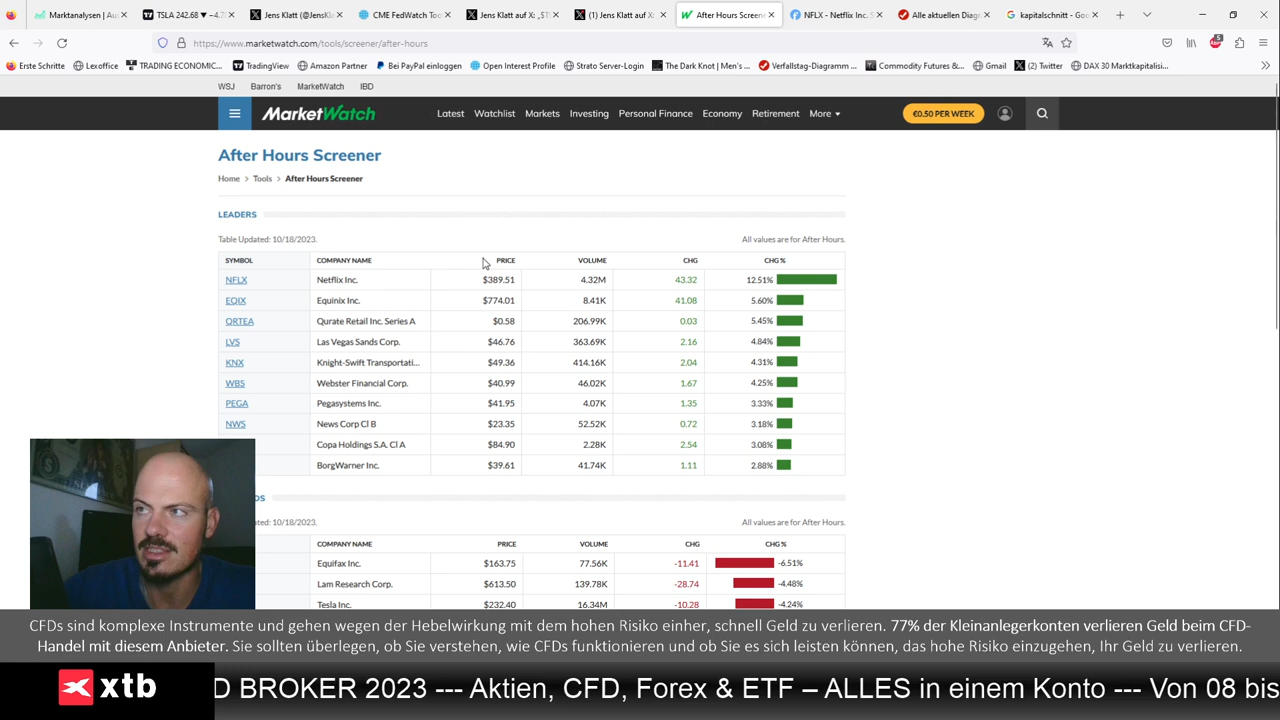 Marktanalysen | Au
TSLA 242.68 ▼ −4.7
Jens Klatt (@JensKla
CME FedWatch Too
Jens Klatt auf X: „$T
(1) Jens Klatt auf X:
After Hours Screener
NFLX - Netflix Inc. S
Alle aktuellen Diag
kapitalschnitt - Goo
https://www.marketwatch.com/tools/screener/after-hours
Erste Schritte
Lexoffice
TRADING ECONOMIC...
TradingView
Amazon Partner
Bei PayPal einloggen
Open Interest Profile
Strato Server-Login
The Dark Knot | Men's ...
Verfallstag-Diagramm ...
Commodity Futures &...
Gmail
(2) Twitter
DAX 30 Marktkapitalisi...
WSJ Barron's MarketWatch IBD
MarketWatch
Latest Watchlist Markets Investing Personal Finance Economy Retirement More
€0.50 PER WEEK
After Hours Screener
Home > Tools > After Hours Screener
LEADERS
Table Updated: 10/18/2023. All values are for After Hours.
SYMBOL COMPANY NAME PRICE VOLUME CHG CHG %
NFLX Netflix Inc. $389.51 4.32M 43.32 12.51%
EQIX Equinix Inc. $774.01 8.41K 41.08 5.60%
QRTEA Qurate Retail Inc. Series A $0.58 206.99K 0.03 5.45%
LVS Las Vegas Sands Corp. $46.76 363.69K 2.16 4.84%
KNX Knight-Swift Transportati... $49.36 414.16K 2.04 4.31%
WBS Webster Financial Corp. $40.99 46.02K 1.67 4.25%
PEGA Pegasystems Inc. $41.95 4.07K 1.35 3.33%
NWS News Corp Cl B $23.35 52.52K 0.72 3.18%
Copa Holdings S.A. Cl A $84.90 2.28K 2.54 3.08%
BorgWarner Inc. $39.61 41.74K 1.11 2.88%
DS
ated: 10/18/2023. All values are for After Hours.
COMPANY NAME PRICE VOLUME CHG CHG %
Equifax Inc. $163.75 77.56K -11.41 -6.51%
Lam Research Corp. $613.50 139.78K -28.74 -4.48%
Tesla Inc. $232.40 16.34M -10.28 -4.24%
CFDs sind komplexe Instrumente und gehen wegen der Hebelwirkung mit dem hohen Risiko einher, schnell Geld zu verlieren. 77% der Kleinanlegerkonten verlieren Geld beim CFD-
Handel mit diesem Anbieter. Sie sollten überlegen, ob Sie verstehen, wie CFDs funktionieren und ob Sie es sich leisten können, das hohe Risiko einzugehen, Ihr Geld zu verlieren.
xtb
D BROKER 2023 --- Aktien, CFD, Forex & ETF – ALLES in einem Konto --- Von 08 bis